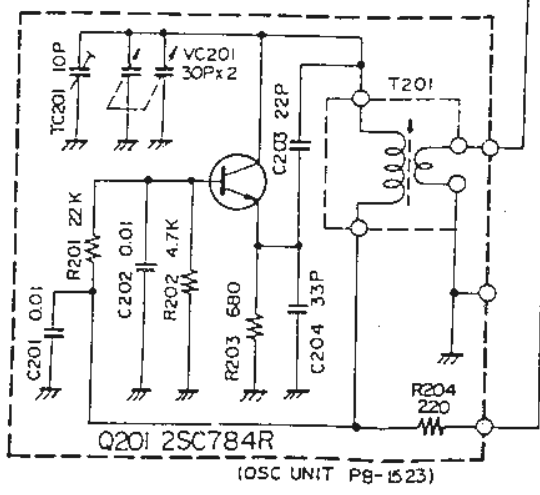 TC201 10P
VC201
30P×2
C203 22P
T201
R201 22K
C202 0.01
R202 4.7K
C201 0.01
R203 680
C204 33P
R204
220
Q201 2SC784R
(OSC UNIT PB-1523)